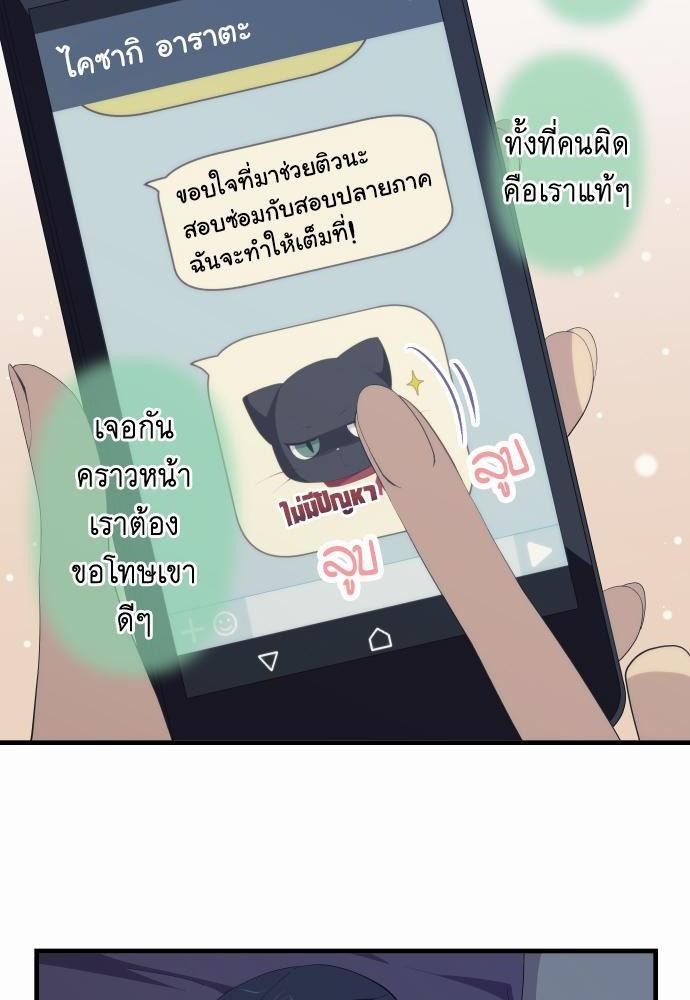 ไคซากิ อาราตะ
ทั้งที่คนผิด
คือเราแท้ๆ
ขอบใจที่มาช่วยติวนะ
สอบซ่อมกับสอบปลายภาค
ฉันจะทำให้เต็มที่!
ไม่มีปัญหา
ลูบ
ลูบ
เจอกัน
คราวหน้า
เราต้อง
ขอโทษเขา
ดีๆ